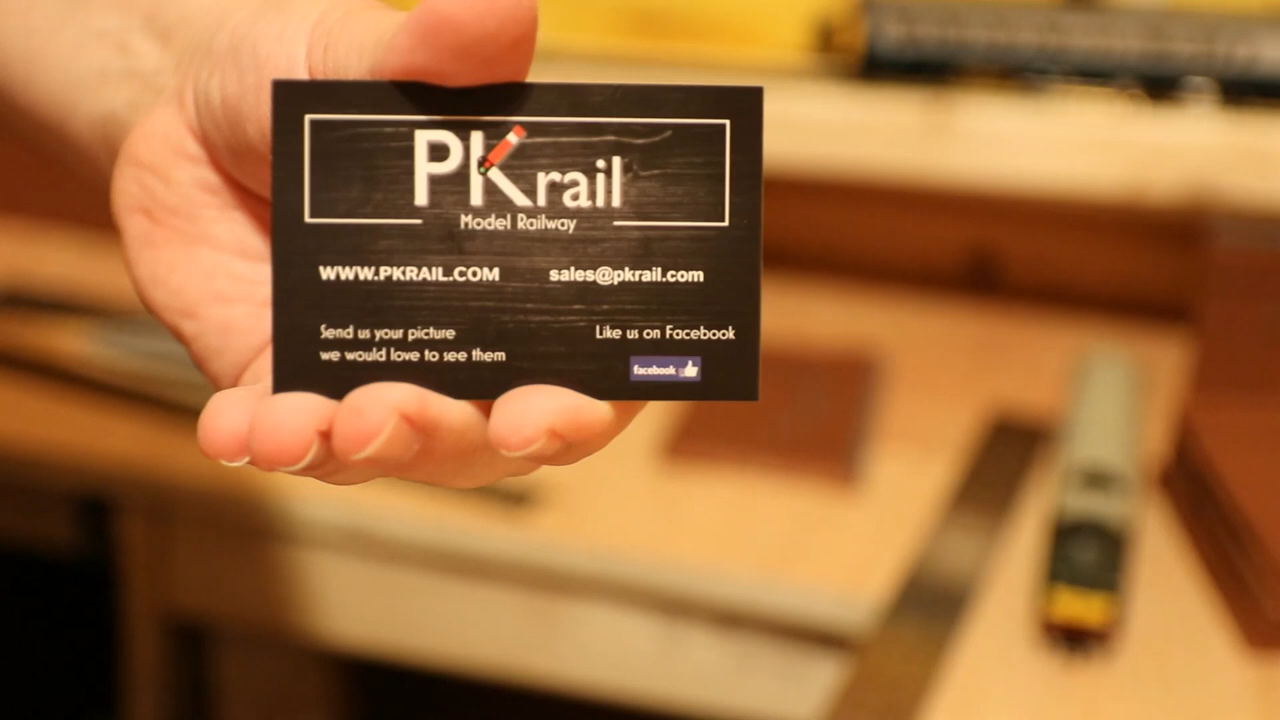 PKrail
Model Railway
WWW.PKRAIL.COM sales@pkrail.com
Send us your picture
we would love to see them
Like us on Facebook
facebook